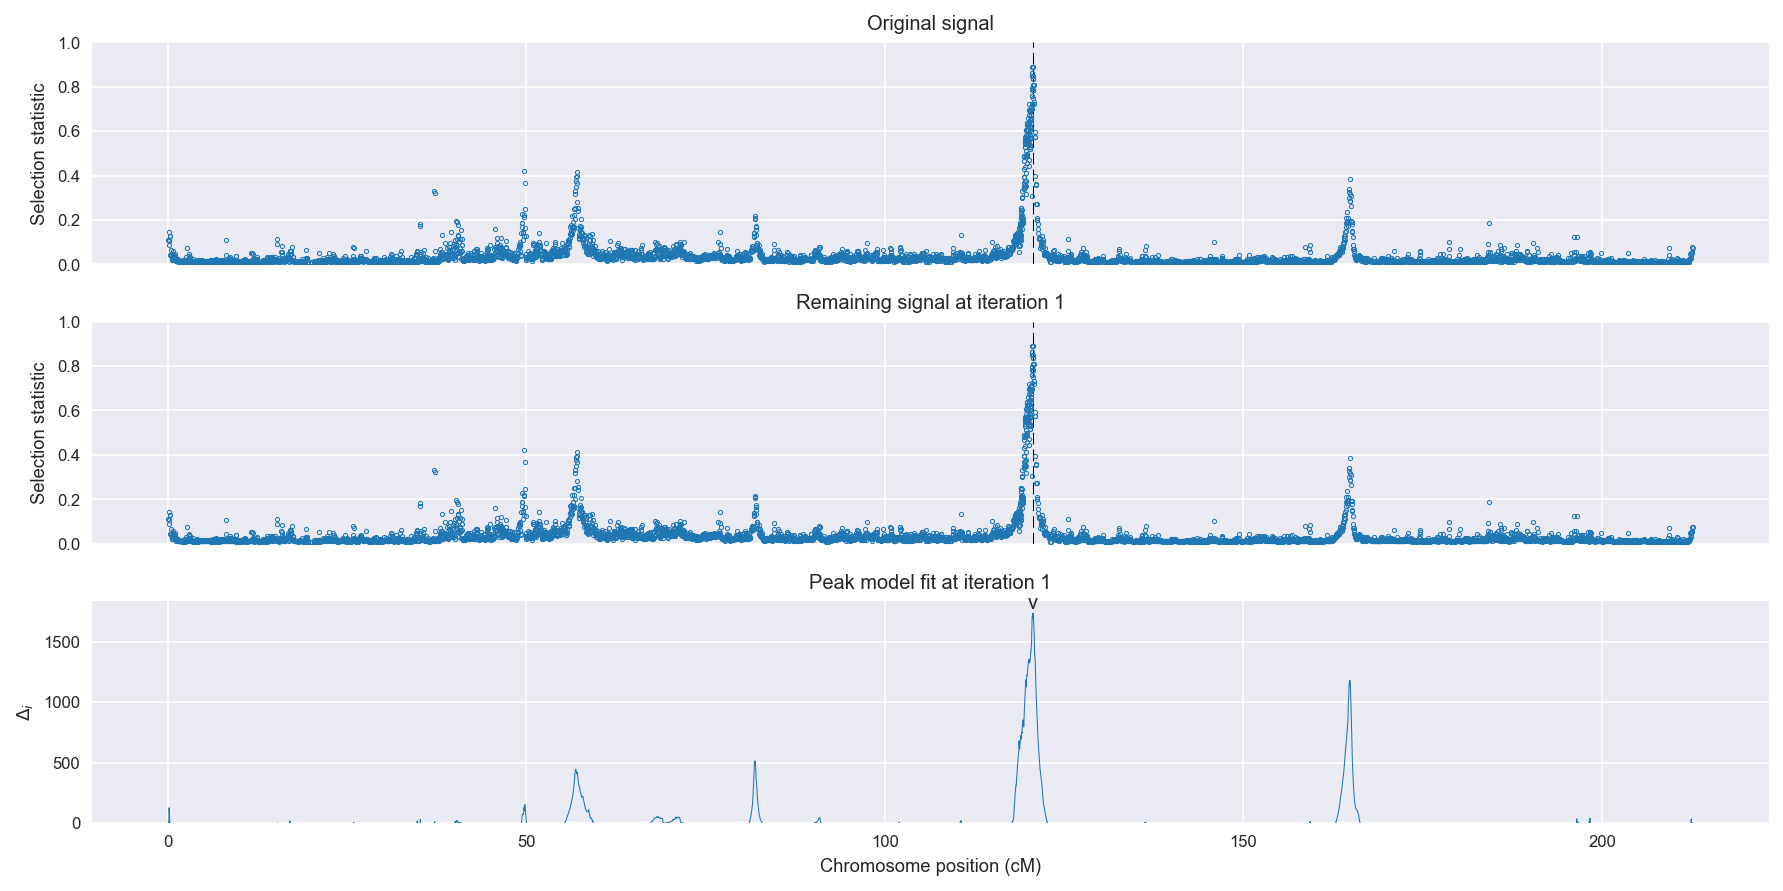 Original signal
1.0
0.8
0.6
0.4
0.2
0.0
Selection statistic
Remaining signal at iteration 1
1.0
0.8
0.6
0.4
0.2
0.0
Selection statistic
Peak model fit at iteration 1
v
1500
1000
500
0
Δi
0 50 100 150 200
Chromosome position (cM)